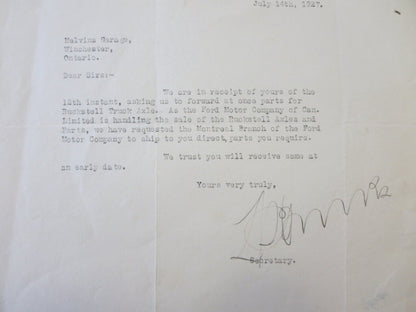 July 14th, 1927.
Melvins Garage,
Winchester,
Ontario.
Dear Sirs:-
We are in receipt of yours of the
12th instant, asking us to forward at once parts for
Ruckstell Truck Axle. As the Ford Motor Company of Can.
Limited is handling the sale of the Ruckstell Axles and
Parts, we have requested the Montreal Branch of the Ford
Motor Company to ship to you direct, parts you require.
We trust you will receive same at
an early date.
Yours very truly,
Secretary.